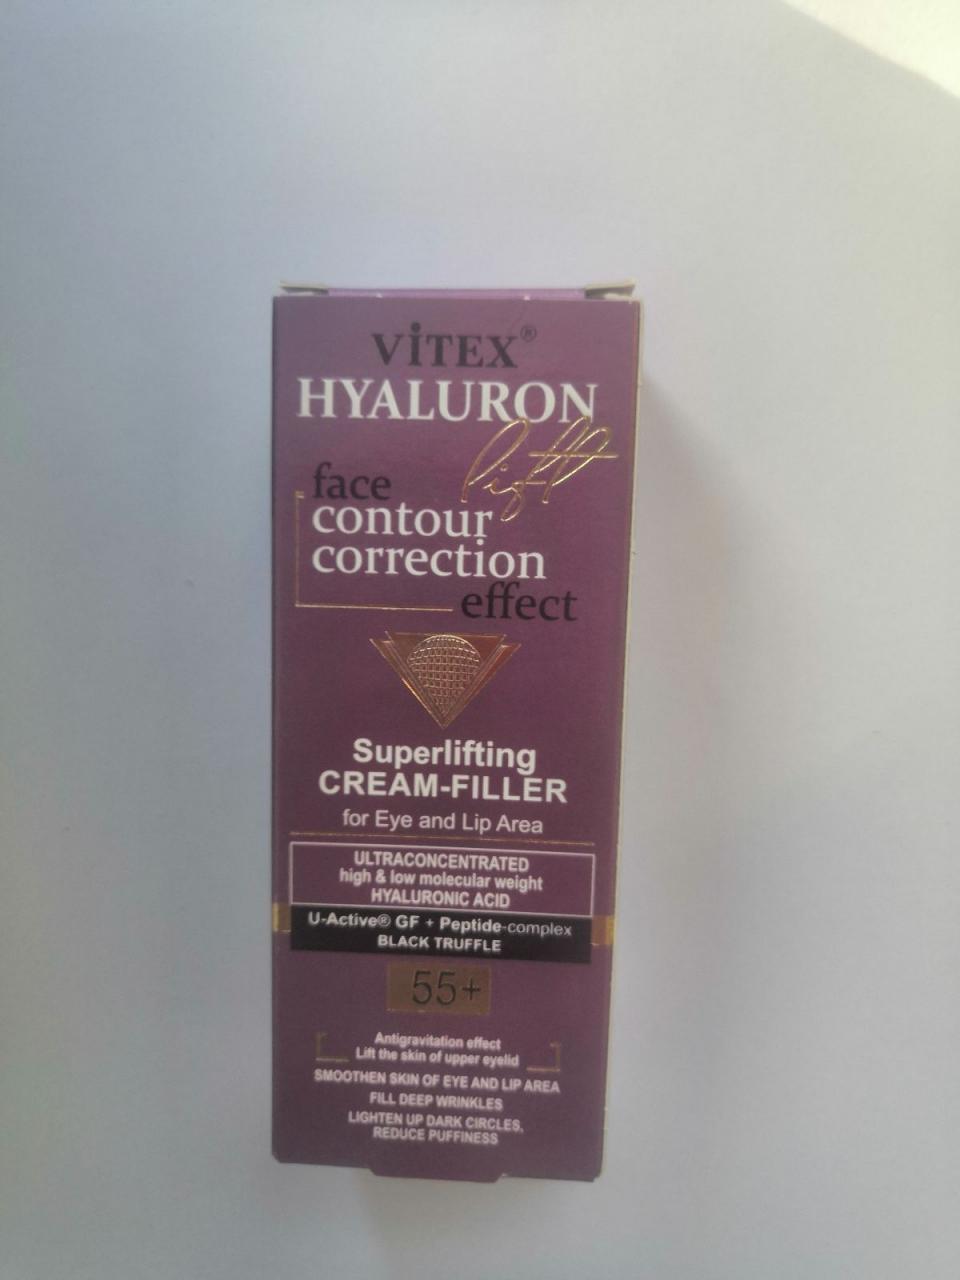 ViTEX®
HYALURON
lift
face
contour
correction
effect
Superlifting
CREAM-FILLER
for Eye and Lip Area
ULTRACONCENTRATED
high & low molecular weight
HYALURONIC ACID
U-Active® GF + Peptide-complex
BLACK TRUFFLE
55+
Antigravitation effect
Lift the skin of upper eyelid
SMOOTHEN SKIN OF EYE AND LIP AREA
FILL DEEP WRINKLES
LIGHTEN UP DARK CIRCLES,
REDUCE PUFFINESS